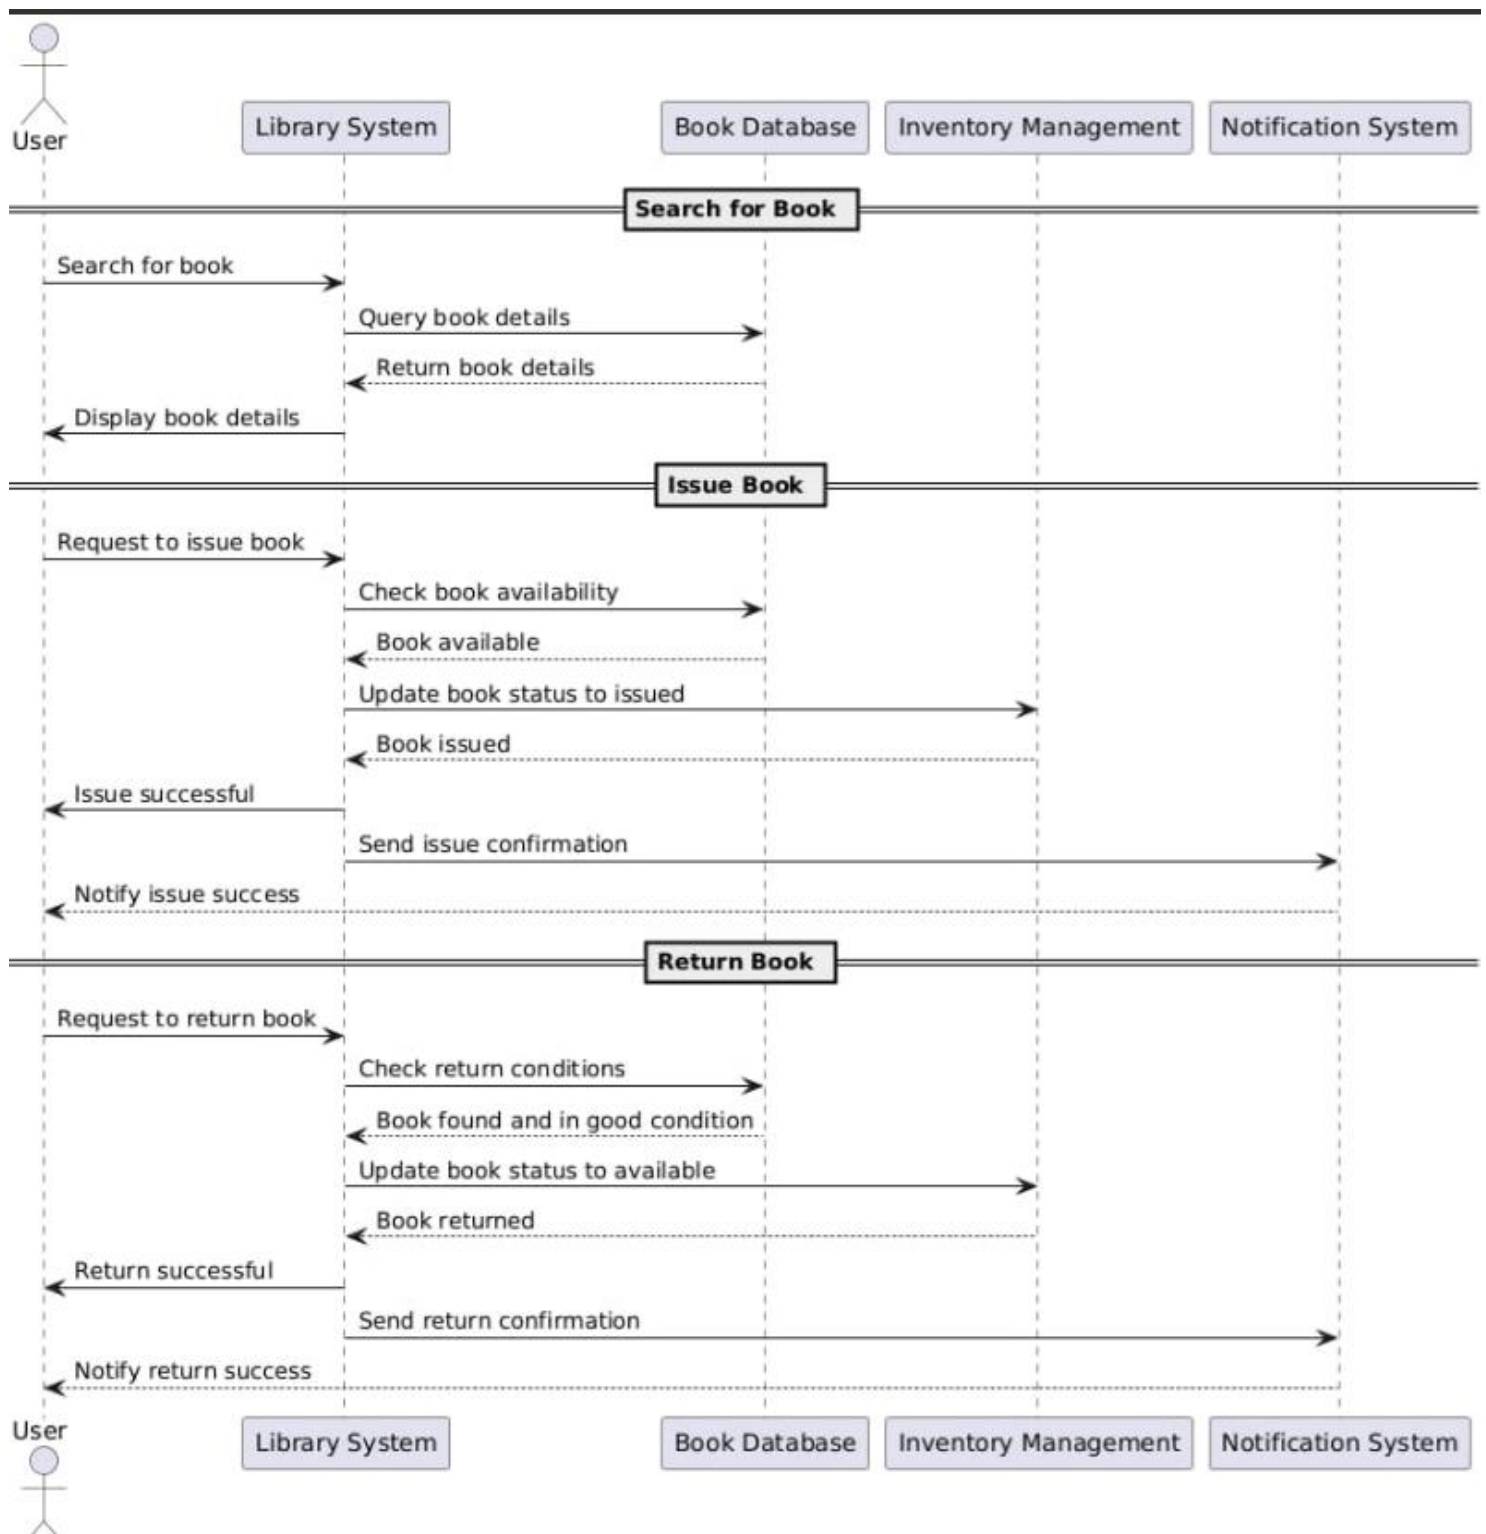 User
Library System
Book Database
Inventory Management
Notification System
Search for Book
Search for book
Query book details
Return book details
Display book details
Issue Book
Request to issue book
Check book availability
Book available
Update book status to issued
Book issued
Issue successful
Send issue confirmation
Notify issue success
Return Book
Request to return book
Check return conditions
Book found and in good condition
Update book status to available
Book returned
Return successful
Send return confirmation
Notify return success
User
Library System
Book Database
Inventory Management
Notification System